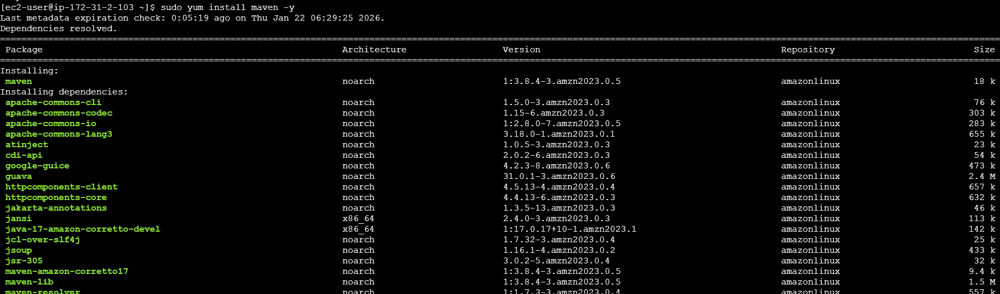 [ec2-user@ip-172-31-2-103 ~]$ sudo yum install maven -y
Last metadata expiration check: 0:05:19 ago on Thu Jan 22 06:29:25 2026.
Dependencies resolved.
Package Architecture Version Repository Size
Installing:
maven noarch 1:3.8.4-3.amzn2023.0.5 amazonlinux 18 k
Installing dependencies:
apache-commons-cli noarch 1.5.0-3.amzn2023.0.3 amazonlinux 76 k
apache-commons-codec noarch 1.15-6.amzn2023.0.3 amazonlinux 303 k
apache-commons-io noarch 1:2.8.0-7.amzn2023.0.5 amazonlinux 283 k
apache-commons-lang3 noarch 3.18.0-1.amzn2023.0.1 amazonlinux 655 k
atinject noarch 1.0.5-3.amzn2023.0.3 amazonlinux 23 k
cdi-api noarch 2.0.2-6.amzn2023.0.3 amazonlinux 54 k
google-guice noarch 4.2.3-8.amzn2023.0.6 amazonlinux 473 k
guava noarch 31.0.1-3.amzn2023.0.6 amazonlinux 2.4 M
httpcomponents-client noarch 4.5.13-4.amzn2023.0.4 amazonlinux 657 k
httpcomponents-core noarch 4.4.13-6.amzn2023.0.3 amazonlinux 632 k
jakarta-annotations noarch 1.3.5-13.amzn2023.0.3 amazonlinux 46 k
jansi x86_64 2.4.0-3.amzn2023.0.3 amazonlinux 113 k
java-17-amazon-corretto-devel x86_64 1:17.0.17+10-1.amzn2023.1 amazonlinux 142 k
jcl-over-slf4j noarch 1.7.32-3.amzn2023.0.4 amazonlinux 25 k
jsoup noarch 1.16.1-4.amzn2023.0.2 amazonlinux 433 k
jsr-305 noarch 3.0.2-5.amzn2023.0.4 amazonlinux 32 k
maven-amazon-corretto17 noarch 1:3.8.4-3.amzn2023.0.5 amazonlinux 9.4 k
maven-lib noarch 1:3.8.4-3.amzn2023.0.5 amazonlinux 1.5 M
maven-resolver noarch 1:1.7.3-3.amzn2023.0.4 amazonlinux 557 k